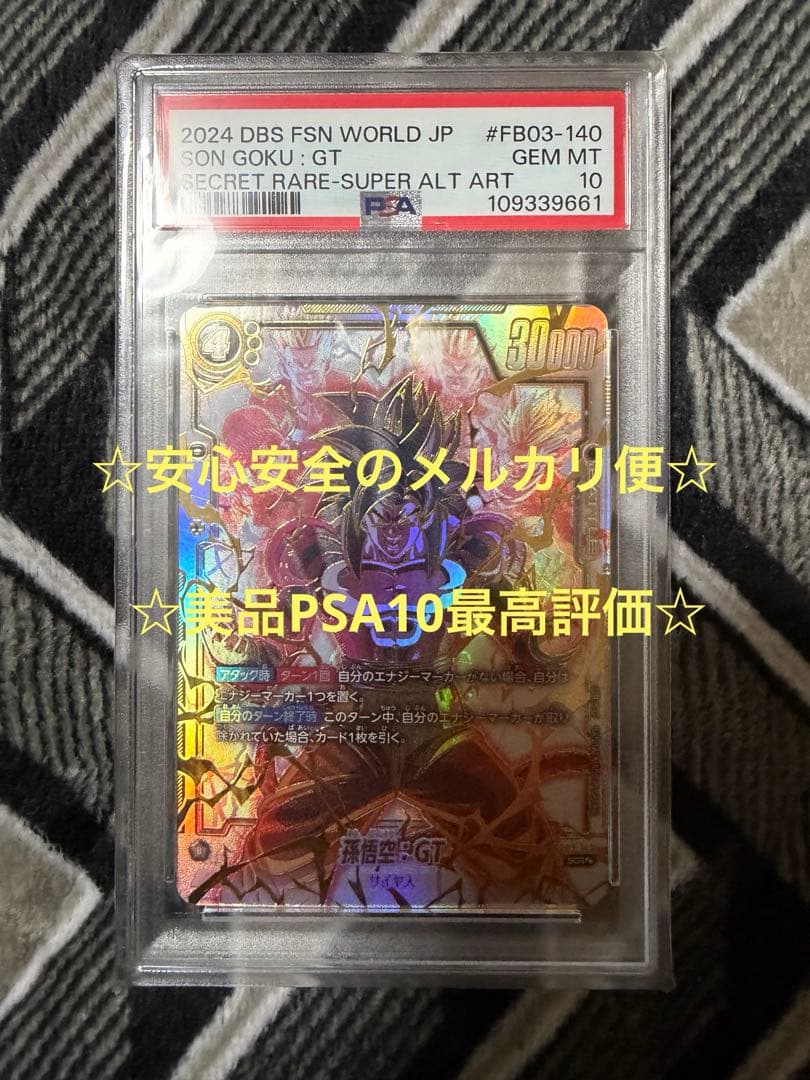 2024 DBS FSN WORLD JP #FB03-140
SON GOKU : GT GEM MT
SECRET RARE-SUPER ALT ART 10
PSA 109339661
4
30000
☆安心安全のメルカリ便☆
☆美品PSA10最高評価☆
アタック時 ターン1回 自分のエナジーマーカーがない場合、自分は
エナジーマーカー1つを置く。
自分のターン終了時 このターン中、自分のエナジーマーカーが取り
除かれていた場合、カード1枚を引く。
孫悟空:GT
サイヤ人